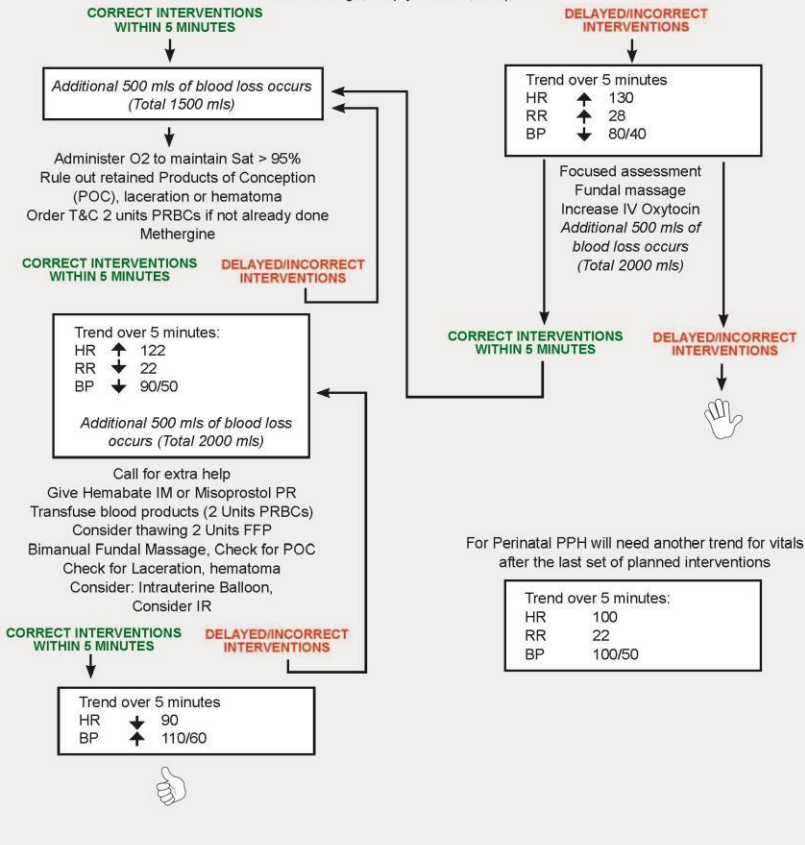 CORRECT INTERVENTIONS
WITHIN 5 MINUTES
Additional 500 mls of blood loss occurs
(Total 1500 mls)
Administer O2 to maintain Sat > 95%
Rule out retained Products of Conception
(POC), laceration or hematoma
Order T&C 2 units PRBCs if not already done
Methergine
CORRECT INTERVENTIONS
WITHIN 5 MINUTES
DELAYED/INCORRECT
INTERVENTIONS
Trend over 5 minutes:
HR ↑ 122
RR ↓ 22
BP ↓ 90/50
Additional 500 mls of blood loss
occurs (Total 2000 mls)
Call for extra help
Give Hemabate IM or Misoprostol PR
Transfuse blood products (2 Units PRBCs)
Consider thawing 2 Units FFP
Bimanual Fundal Massage, Check for POC
Check for Laceration, hematoma
Consider: Intrauterine Balloon,
Consider IR
CORRECT INTERVENTIONS
WITHIN 5 MINUTES
DELAYED/INCORRECT
INTERVENTIONS
Trend over 5 minutes
HR ↓ 90
BP ↑ 110/60
DELAYED/INCORRECT
INTERVENTIONS
Trend over 5 minutes
HR ↑ 130
RR ↑ 28
BP ↓ 80/40
Focused assessment
Fundal massage
Increase IV Oxytocin
Additional 500 mls of
blood loss occurs
(Total 2000 mls)
CORRECT INTERVENTIONS
WITHIN 5 MINUTES
DELAYED/INCORRECT
INTERVENTIONS
For Perinatal PPH will need another trend for vitals
after the last set of planned interventions
Trend over 5 minutes:
HR 100
RR 22
BP 100/50